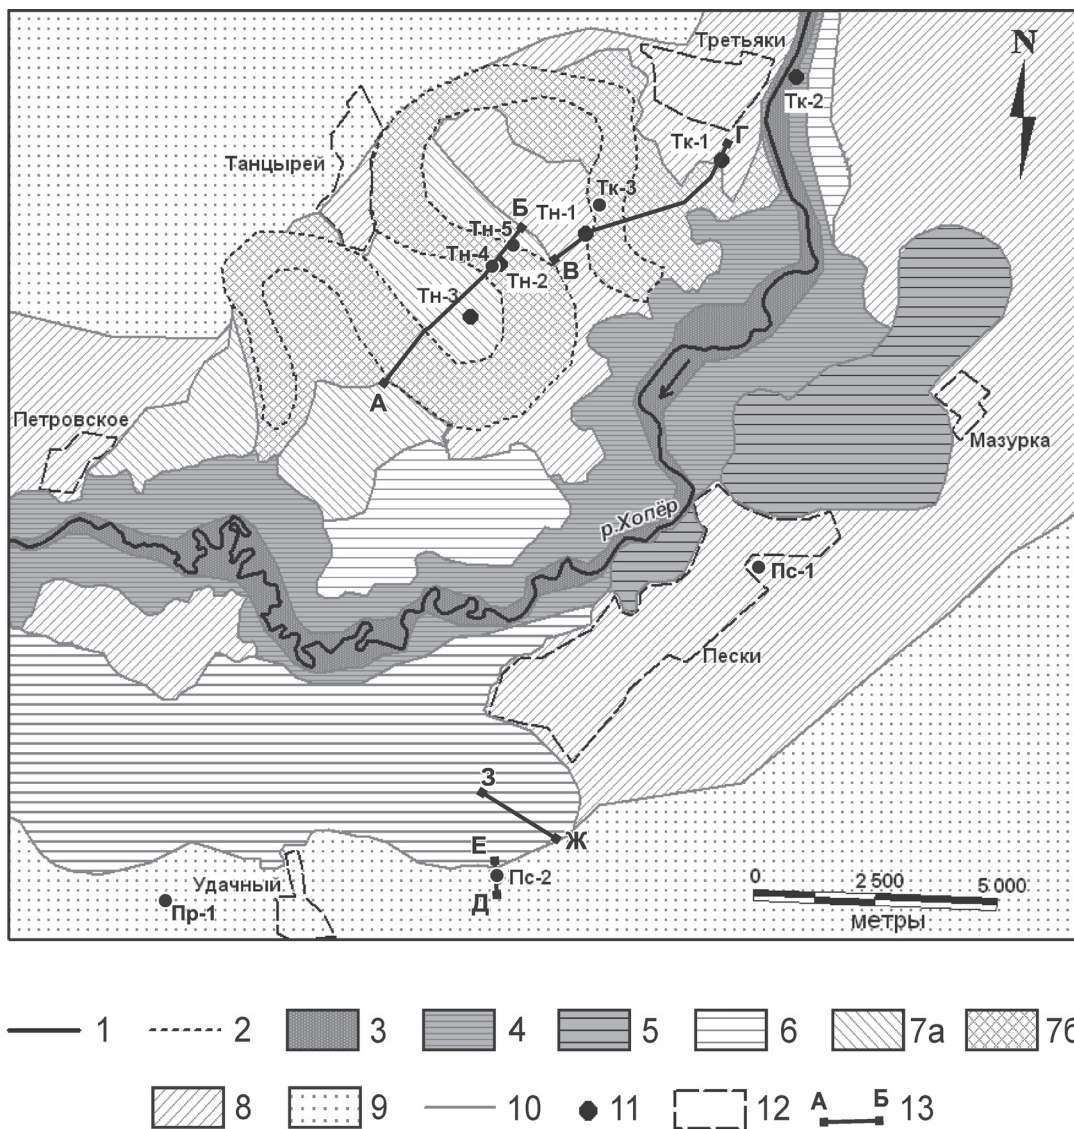 Третьяки
N
Тк-2
Г
Тк-1
Танцырей
Тк-3
Б
Тн-1
Тн-5
Тн-4
В
Тн-2
Тн-3
А
Петровское
Мазурка
р.Хопёр
Пс-1
Пески
З
Ж
Е
Пс-2
Удачный
Д
Пр-1
0 2 500 5 000
метры
1 2 3 4 5 6 7а 7б
8 9 10 11 12 А Б 13